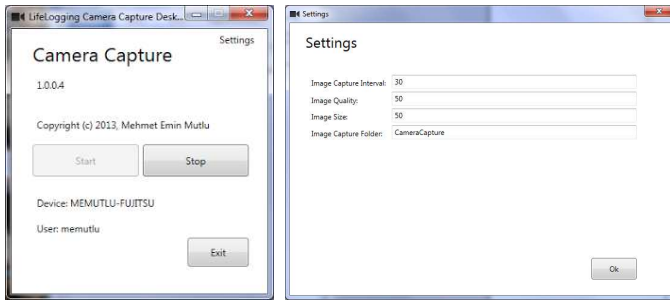 LifeLogging Camera Capture Desk...
Settings
Camera Capture
1.0.0.4
Copyright (c) 2013, Mehmet Emin Mutlu
Start
Stop
Device: MEMUTLU-FUJITSU
User: memutlu
Exit
Settings
Settings
Image Capture Interval: 30
Image Quality: 50
Image Size: 50
Image Capture Folder: CameraCapture
Ok